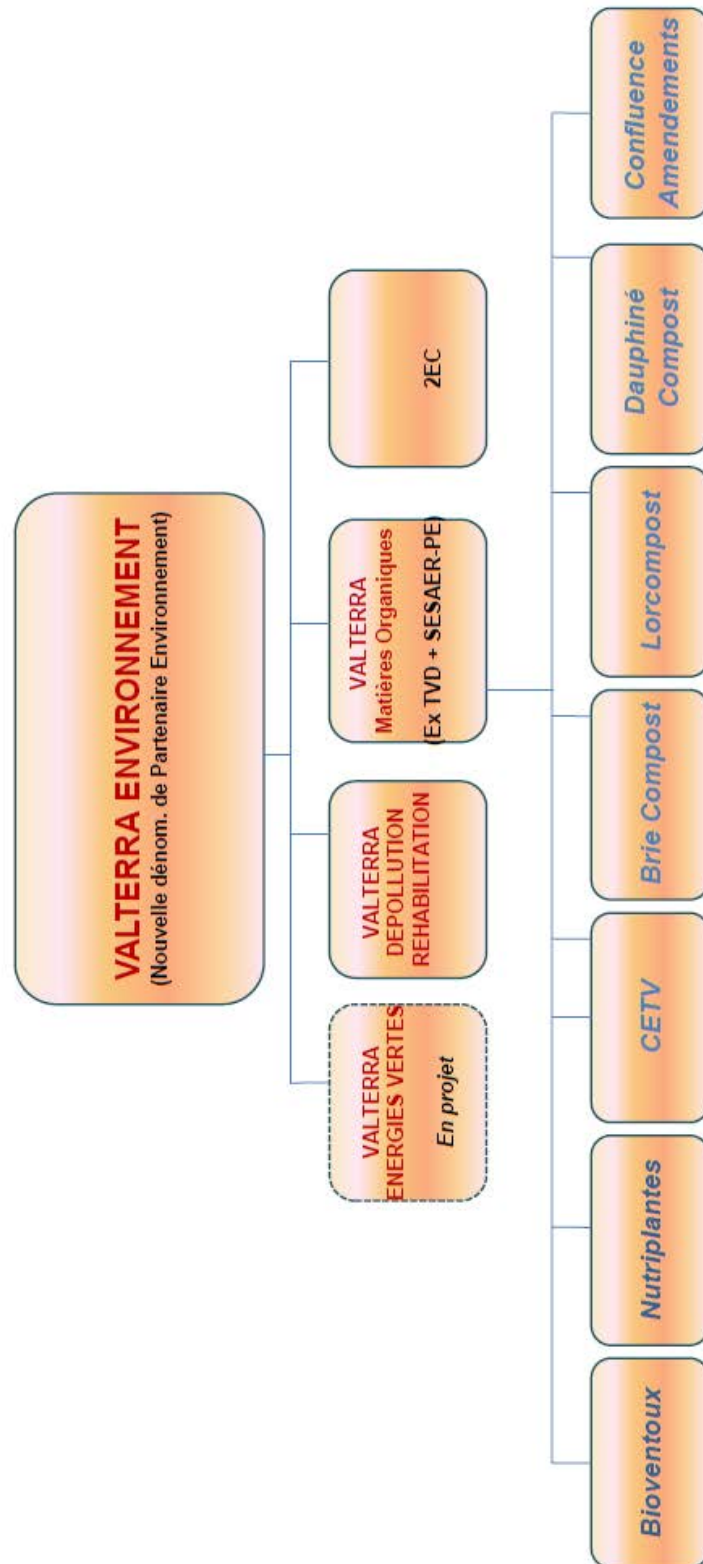 VALTERRA ENVIRONNEMENT
(Nouvelle dénom. de Partenaire Environnement)
VALTERRA
ENERGIES VERTES
En projet
VALTERRA
DEPOLLUTION
REHABILITATION
VALTERRA
Matières Organiques
(Ex TVD + SESAER-PE)
2EC
Bioventoux
Nutriplantes
CETV
Brie Compost
Lorcompost
Dauphiné
Compost
Confluence
Amendements